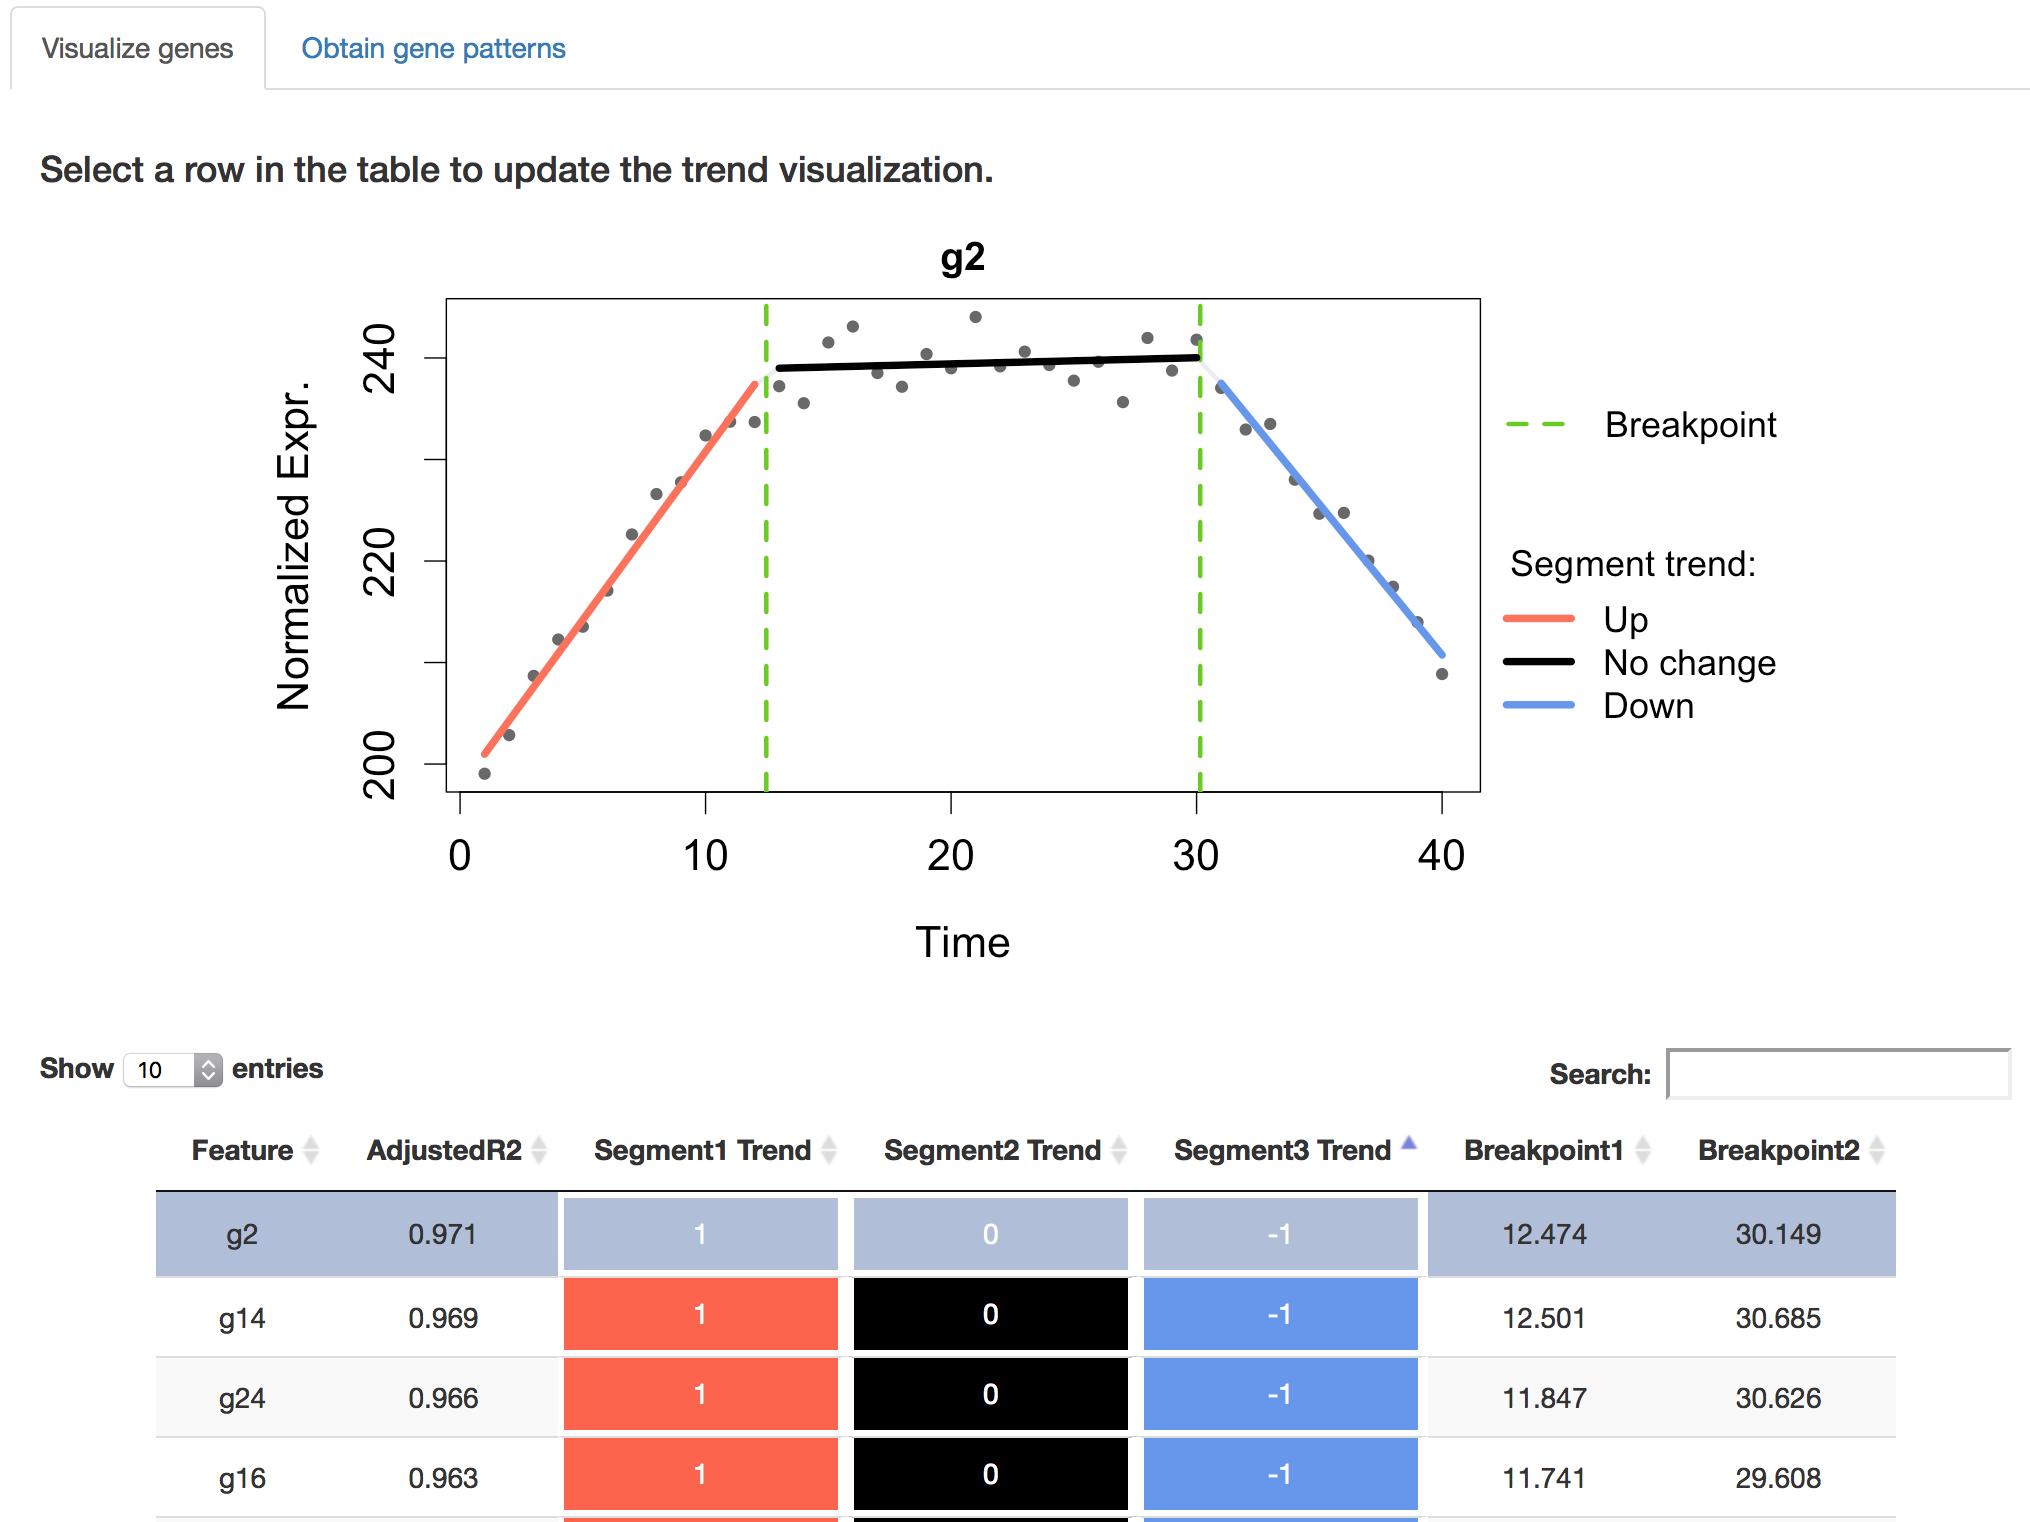 Visualize genes Obtain gene patterns
Select a row in the table to update the trend visualization.
g2
Normalized Expr.
240
220
200
0 10 20 30 40
Time
Breakpoint
Segment trend:
Up
No change
Down
Show 10 entries
Search:
Feature AdjustedR2 Segment1 Trend Segment2 Trend Segment3 Trend Breakpoint1 Breakpoint2
g2 0.971 1 0 -1 12.474 30.149
g14 0.969 1 0 -1 12.501 30.685
g24 0.966 1 0 -1 11.847 30.626
g16 0.963 1 0 -1 11.741 29.608